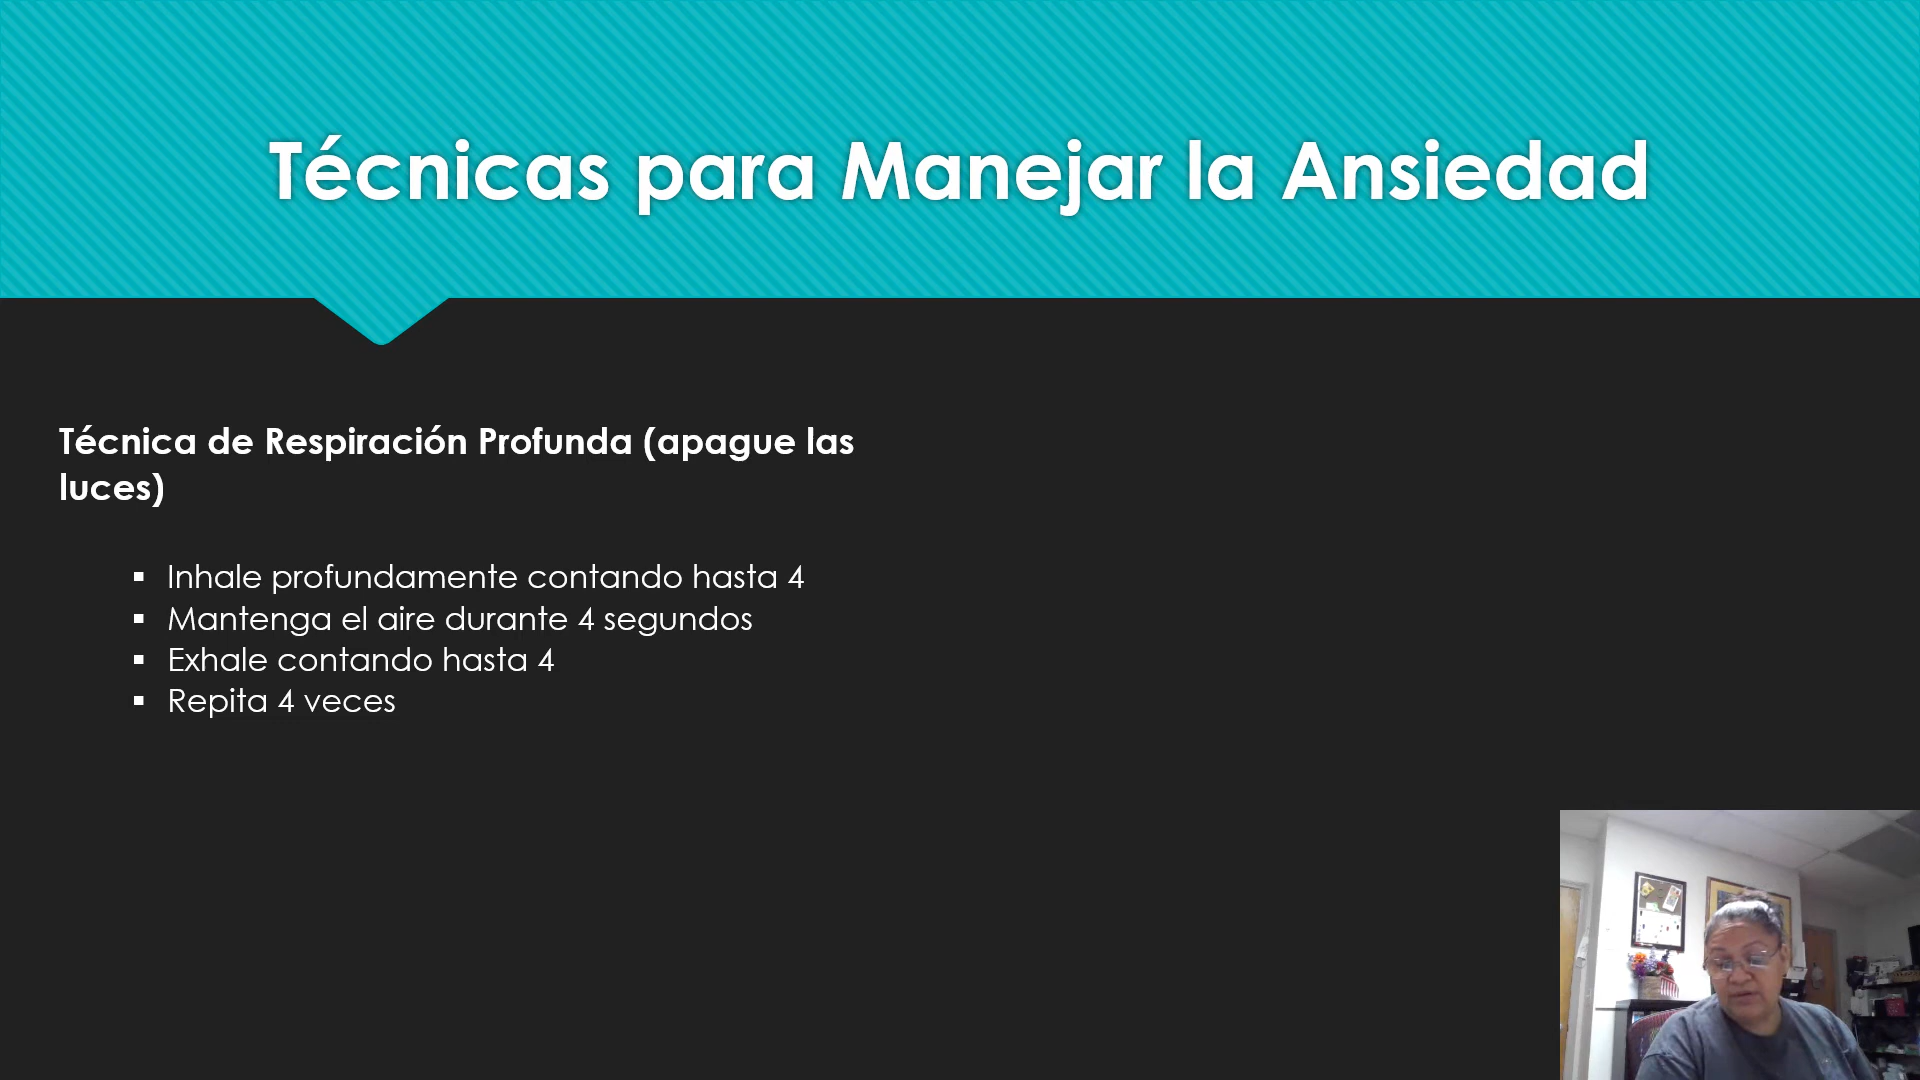 Técnicas para Manejar la Ansiedad
Técnica de Respiración Profunda (apague las
luces)
▪ Inhale profundamente contando hasta 4
▪ Mantenga el aire durante 4 segundos
▪ Exhale contando hasta 4
▪ Repita 4 veces